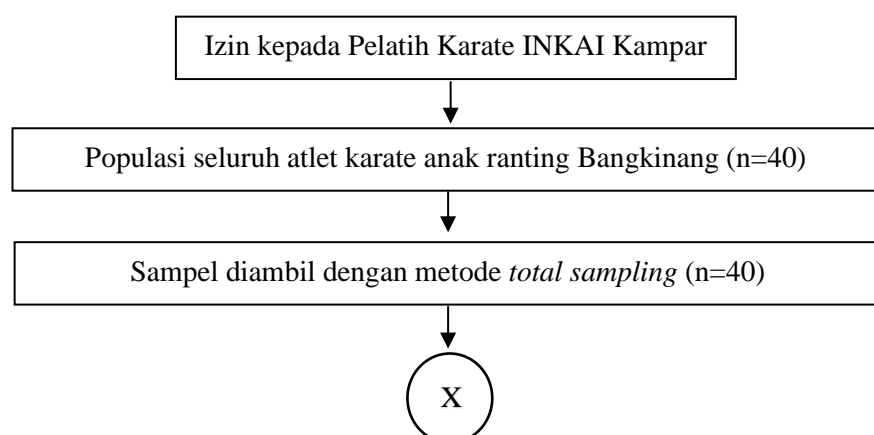 Izin kepada Pelatih Karate INKAI Kampar
Populasi seluruh atlet karate anak ranting Bangkinang (n=40)
Sampel diambil dengan metode total sampling (n=40)
X